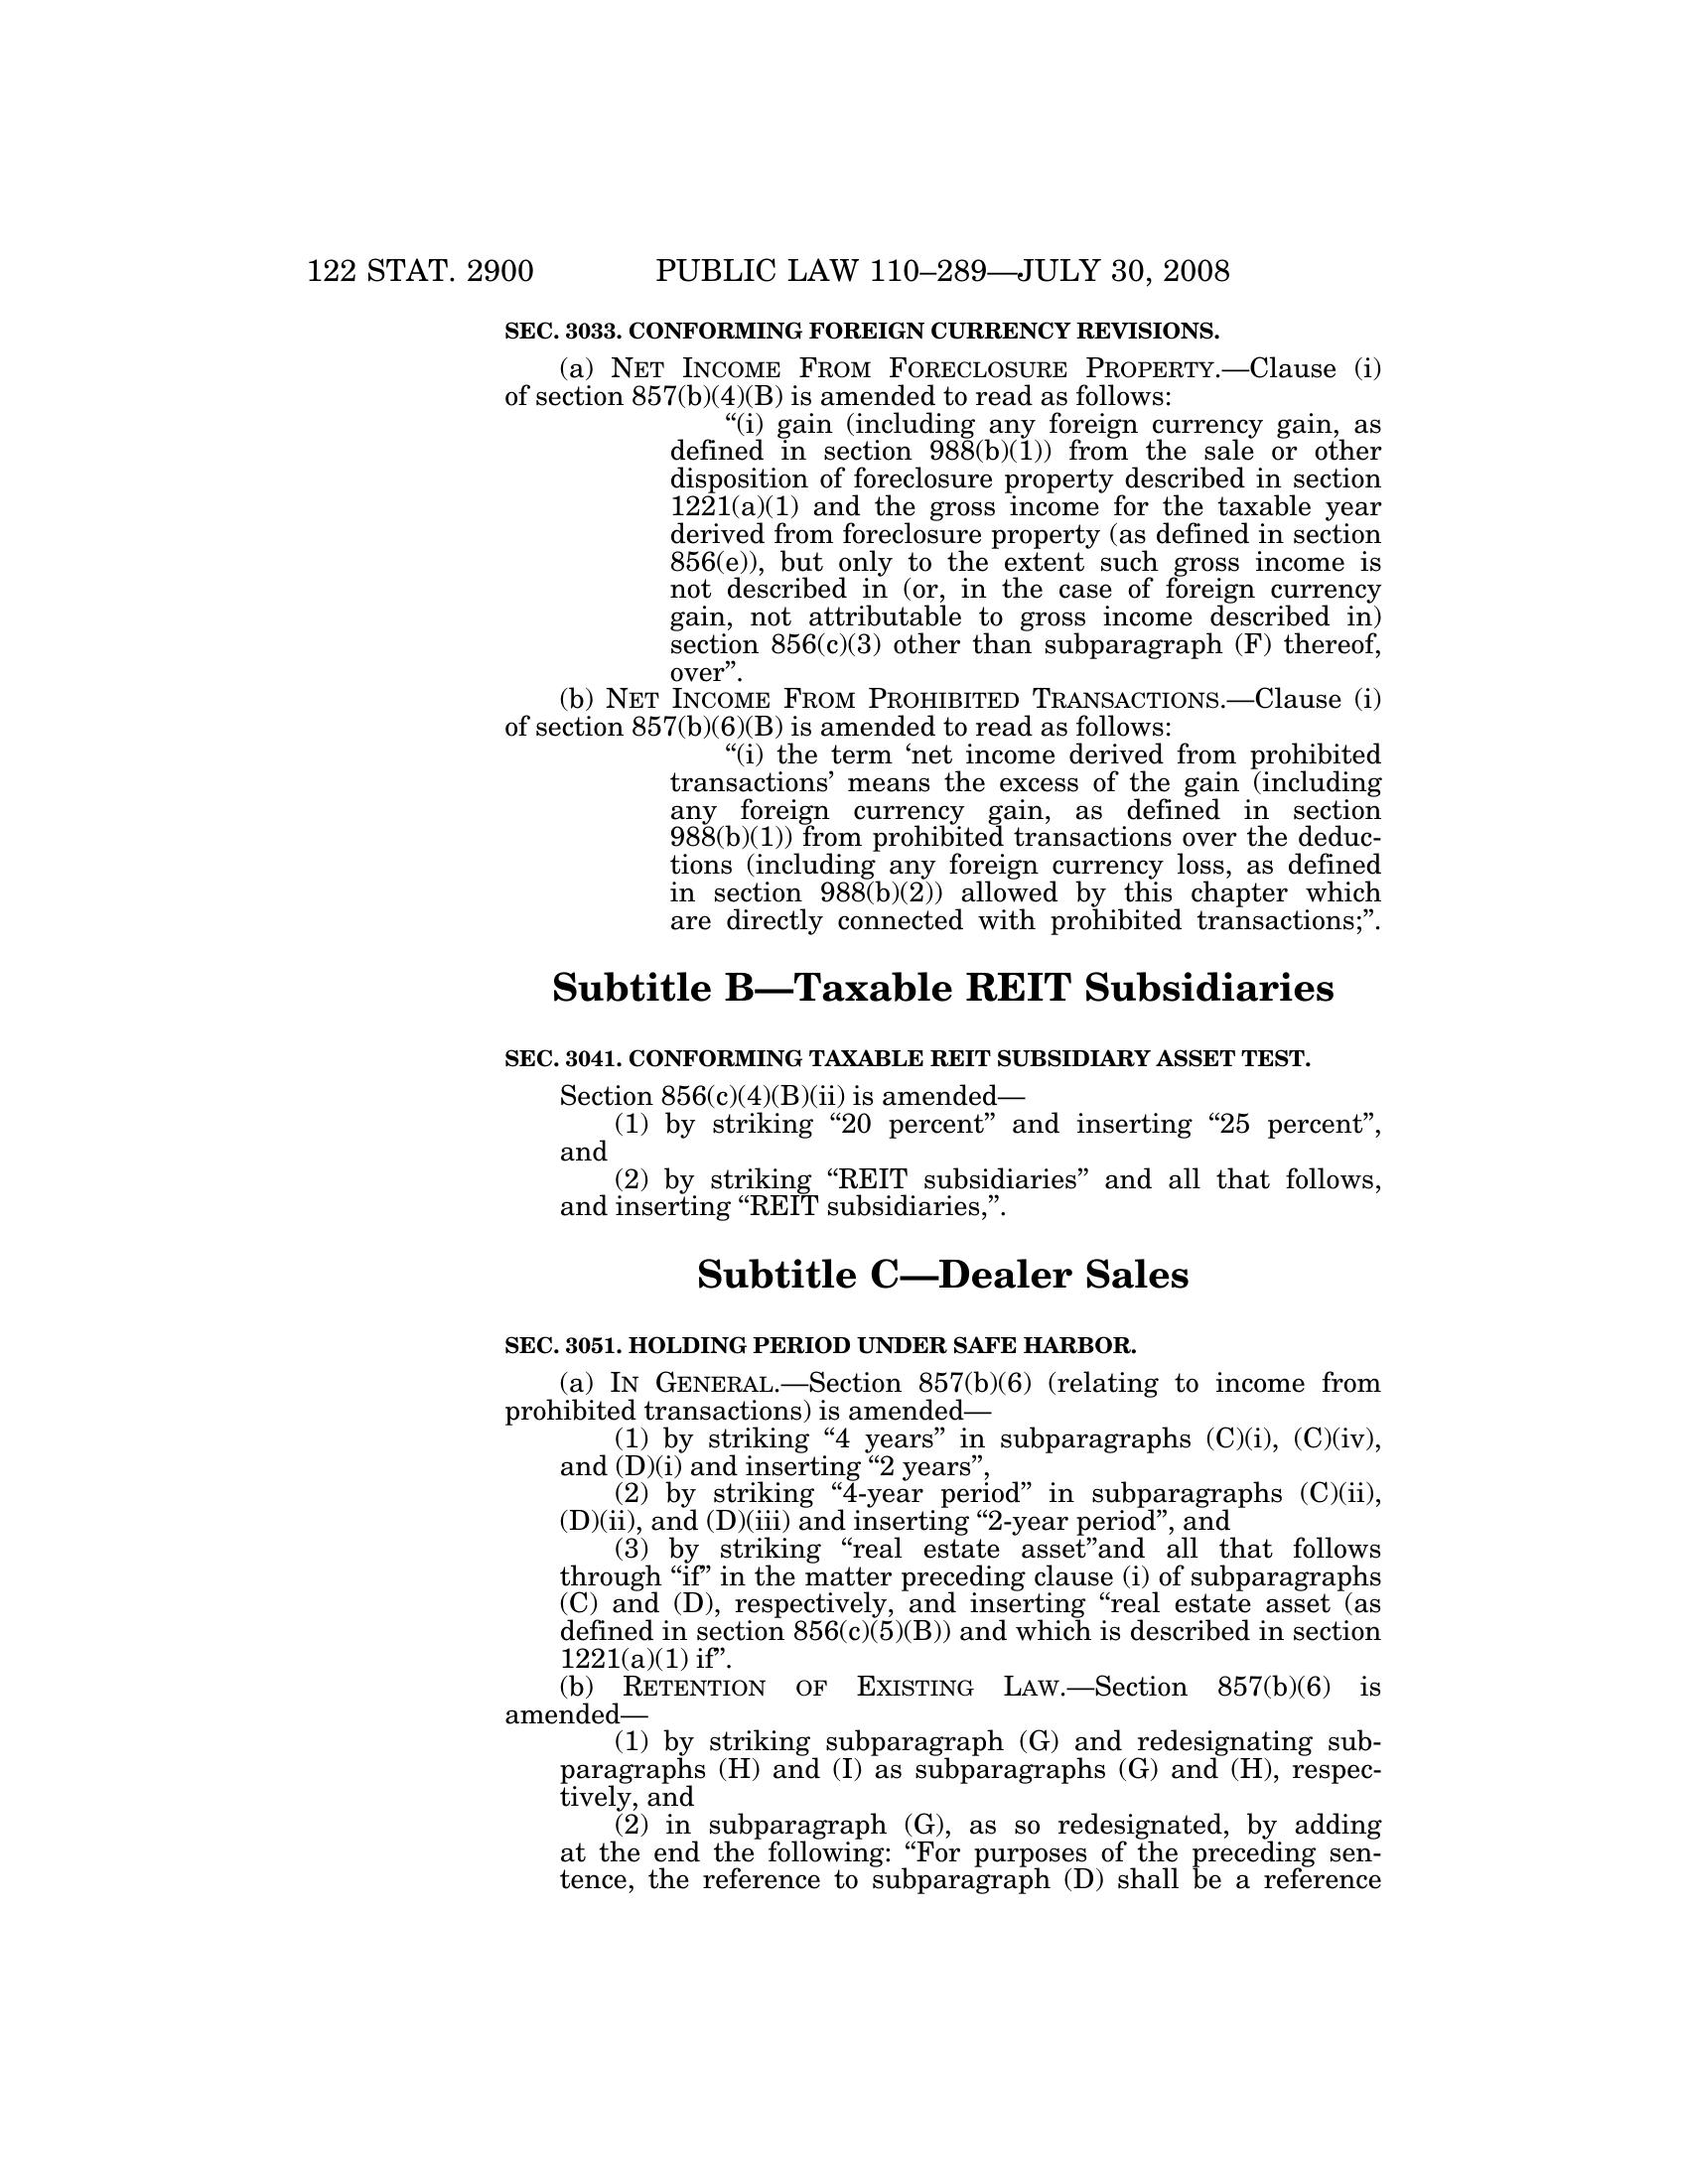 122 STAT. 2900 PUBLIC LAW 110–289—JULY 30, 2008
SEC. 3033. CONFORMING FOREIGN CURRENCY REVISIONS.
(a) NET INCOME FROM FORECLOSURE PROPERTY.—Clause (i)
of section 857(b)(4)(B) is amended to read as follows:
“(i) gain (including any foreign currency gain, as
defined in section 988(b)(1)) from the sale or other
disposition of foreclosure property described in section
1221(a)(1) and the gross income for the taxable year
derived from foreclosure property (as defined in section
856(e)), but only to the extent such gross income is
not described in (or, in the case of foreign currency
gain, not attributable to gross income described in)
section 856(c)(3) other than subparagraph (F) thereof,
over”.
(b) NET INCOME FROM PROHIBITED TRANSACTIONS.—Clause (i)
of section 857(b)(6)(B) is amended to read as follows:
“(i) the term ‘net income derived from prohibited
transactions’ means the excess of the gain (including
any foreign currency gain, as defined in section
988(b)(1)) from prohibited transactions over the deduc-
tions (including any foreign currency loss, as defined
in section 988(b)(2)) allowed by this chapter which
are directly connected with prohibited transactions;”.
Subtitle B—Taxable REIT Subsidiaries
SEC. 3041. CONFORMING TAXABLE REIT SUBSIDIARY ASSET TEST.
Section 856(c)(4)(B)(ii) is amended—
(1) by striking “20 percent” and inserting “25 percent”,
and
(2) by striking “REIT subsidiaries” and all that follows,
and inserting “REIT subsidiaries,”.
Subtitle C—Dealer Sales
SEC. 3051. HOLDING PERIOD UNDER SAFE HARBOR.
(a) IN GENERAL.—Section 857(b)(6) (relating to income from
prohibited transactions) is amended—
(1) by striking “4 years” in subparagraphs (C)(i), (C)(iv),
and (D)(i) and inserting “2 years”,
(2) by striking “4-year period” in subparagraphs (C)(ii),
(D)(ii), and (D)(iii) and inserting “2-year period”, and
(3) by striking “real estate asset”and all that follows
through “if” in the matter preceding clause (i) of subparagraphs
(C) and (D), respectively, and inserting “real estate asset (as
defined in section 856(c)(5)(B)) and which is described in section
1221(a)(1) if”.
(b) RETENTION OF EXISTING LAW.—Section 857(b)(6) is
amended—
(1) by striking subparagraph (G) and redesignating sub-
paragraphs (H) and (I) as subparagraphs (G) and (H), respec-
tively, and
(2) in subparagraph (G), as so redesignated, by adding
at the end the following: “For purposes of the preceding sen-
tence, the reference to subparagraph (D) shall be a reference